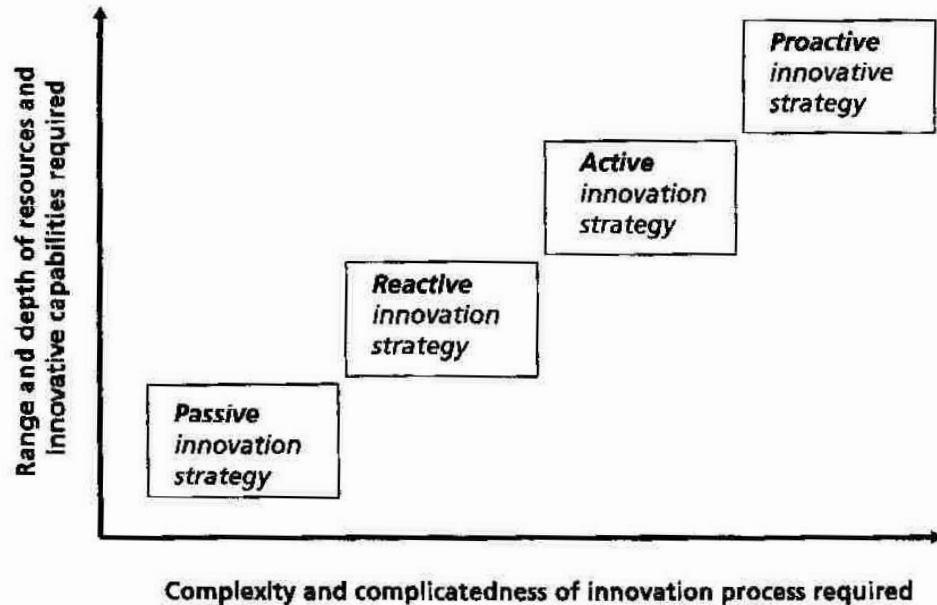 Range and depth of resources and
innovative capabilities required
Proactive
innovative
strategy
Active
innovation
strategy
Reactive
innovation
strategy
Passive
innovation
strategy
Complexity and complicatedness of innovation process required